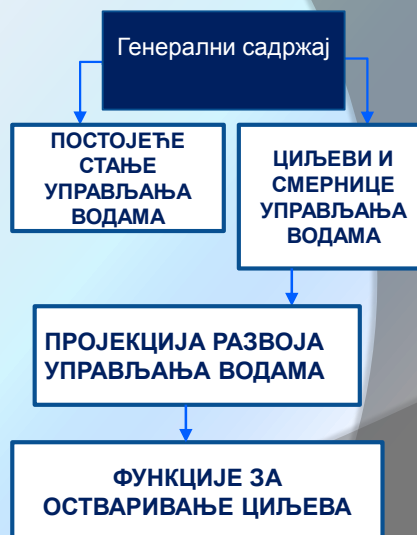 Генерални садржај
ПОСТОЈЕЋЕ
СТАЊЕ
УПРАВЉАЊА
ВОДАМА
ЦИЉЕВИ И
СМЕРНИЦЕ
УПРАВЉАЊА
ВОДАМА
ПРОЈЕКЦИЈА РАЗВОЈА
УПРАВЉАЊА ВОДАМА
ФУНКЦИЈЕ ЗА
ОСТВАРИВАЊЕ ЦИЉЕВА